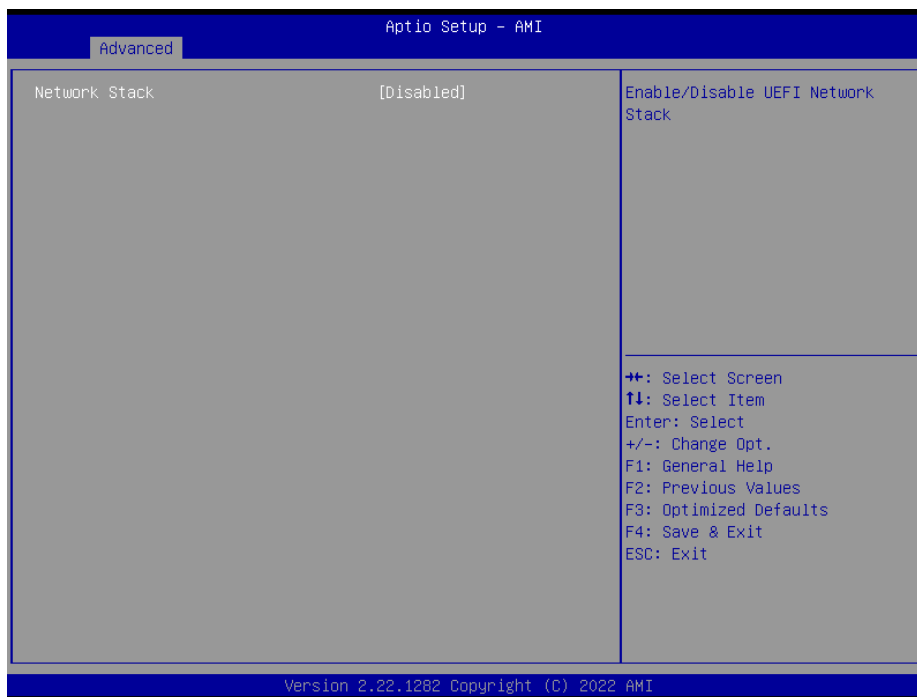 Aptio Setup - AMI
Advanced
Network Stack [Disabled]
Enable/Disable UEFI Network
Stack
→←: Select Screen
↑↓: Select Item
Enter: Select
+/-: Change Opt.
F1: General Help
F2: Previous Values
F3: Optimized Defaults
F4: Save & Exit
ESC: Exit
Version 2.22.1282 Copyright (C) 2022 AMI